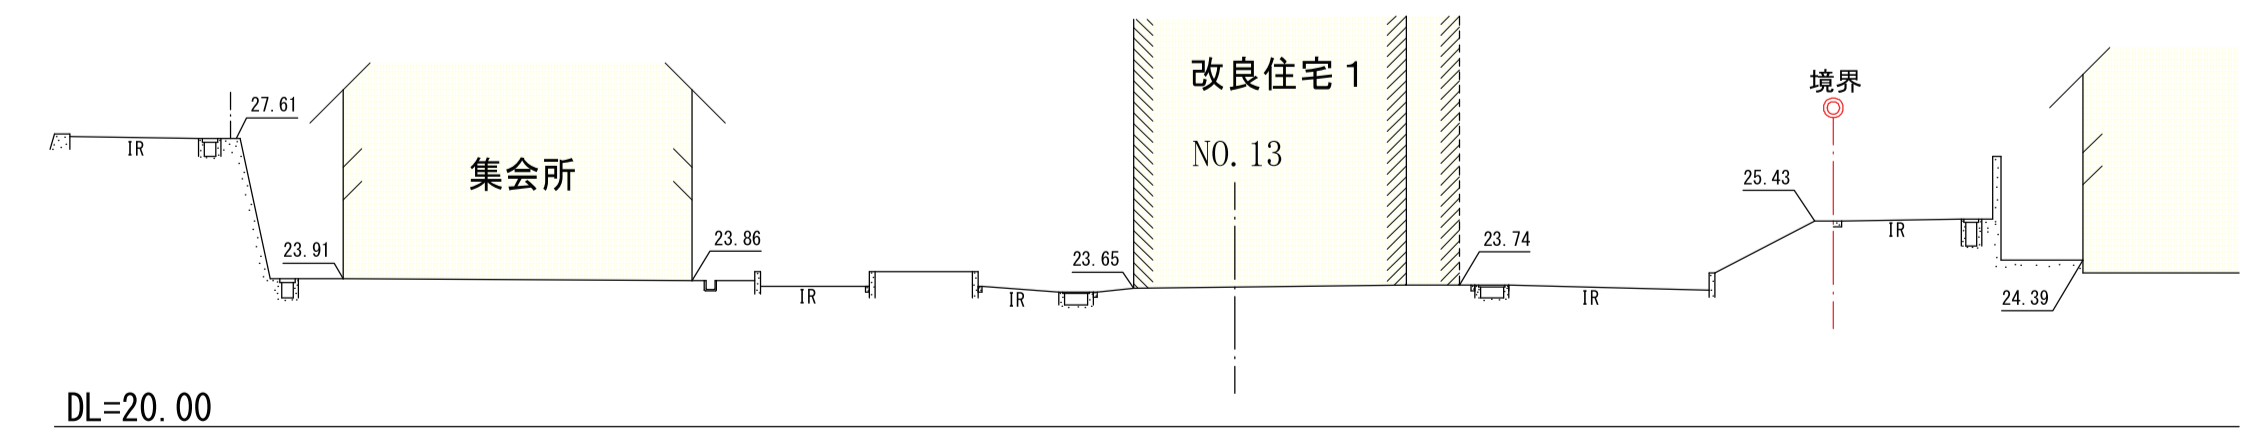 27.61
IR
集会所
23.91
23.86
IR
IR
23.65
改良住宅１
NO.13
23.74
IR
境界
25.43
IR
24.39
DL=20.00